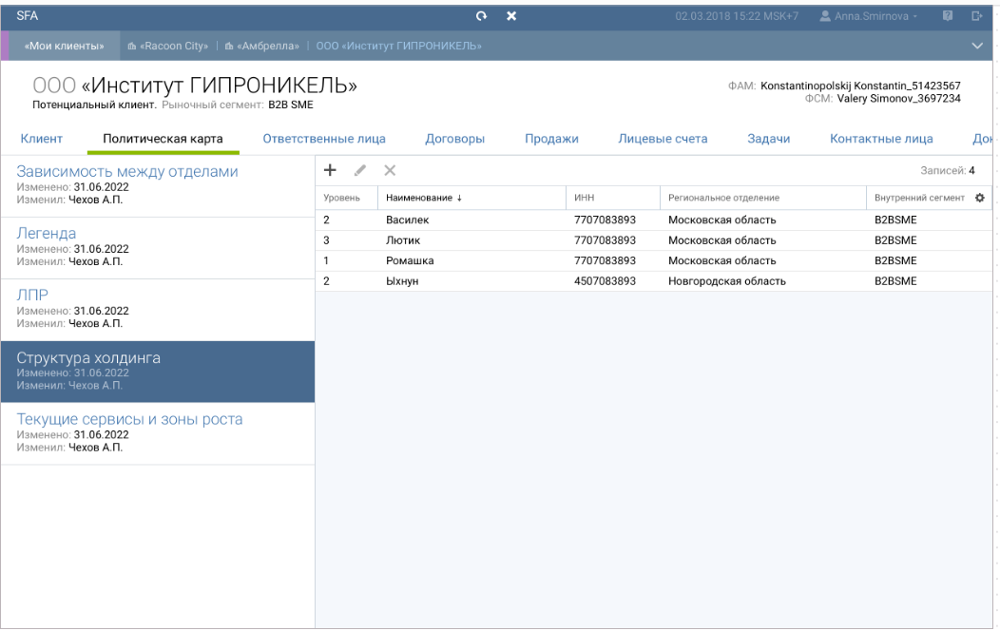 SFA 02.03.2018 15:22 MSK+7 Anna.Smirnova
«Мои клиенты» «Racoon City» | «Амбрелла» | ООО «Институт ГИПРОНИКЕЛЬ»
ООО «Институт ГИПРОНИКЕЛЬ»
Потенциальный клиент. Рыночный сегмент: B2B SME
ФАМ: Konstantinopolskij Konstantin_51423567
ФСМ: Valery Simonov_3697234
Клиент Политическая карта Ответственные лица Договоры Продажи Лицевые счета Задачи Контактные лица
Зависимость между отделами
Изменено: 31.06.2022
Изменил: Чехов А.П.
Легенда
Изменено: 31.06.2022
Изменил: Чехов А.П.
ЛПР
Изменено: 31.06.2022
Изменил: Чехов А.П.
Структура холдинга
Изменено: 31.06.2022
Изменил: Чехов А.П.
Текущие сервисы и зоны роста
Изменено: 31.06.2022
Изменил: Чехов А.П.
Записей: 4
Уровень Наименование ↓ ИНН Региональное отделение Внутренний сегмент
2 Василек 7707083893 Московская область B2BSME
3 Лютик 7707083893 Московская область B2BSME
1 Ромашка 7707083893 Московская область B2BSME
2 Ыхнун 4507083893 Новгородская область B2BSME